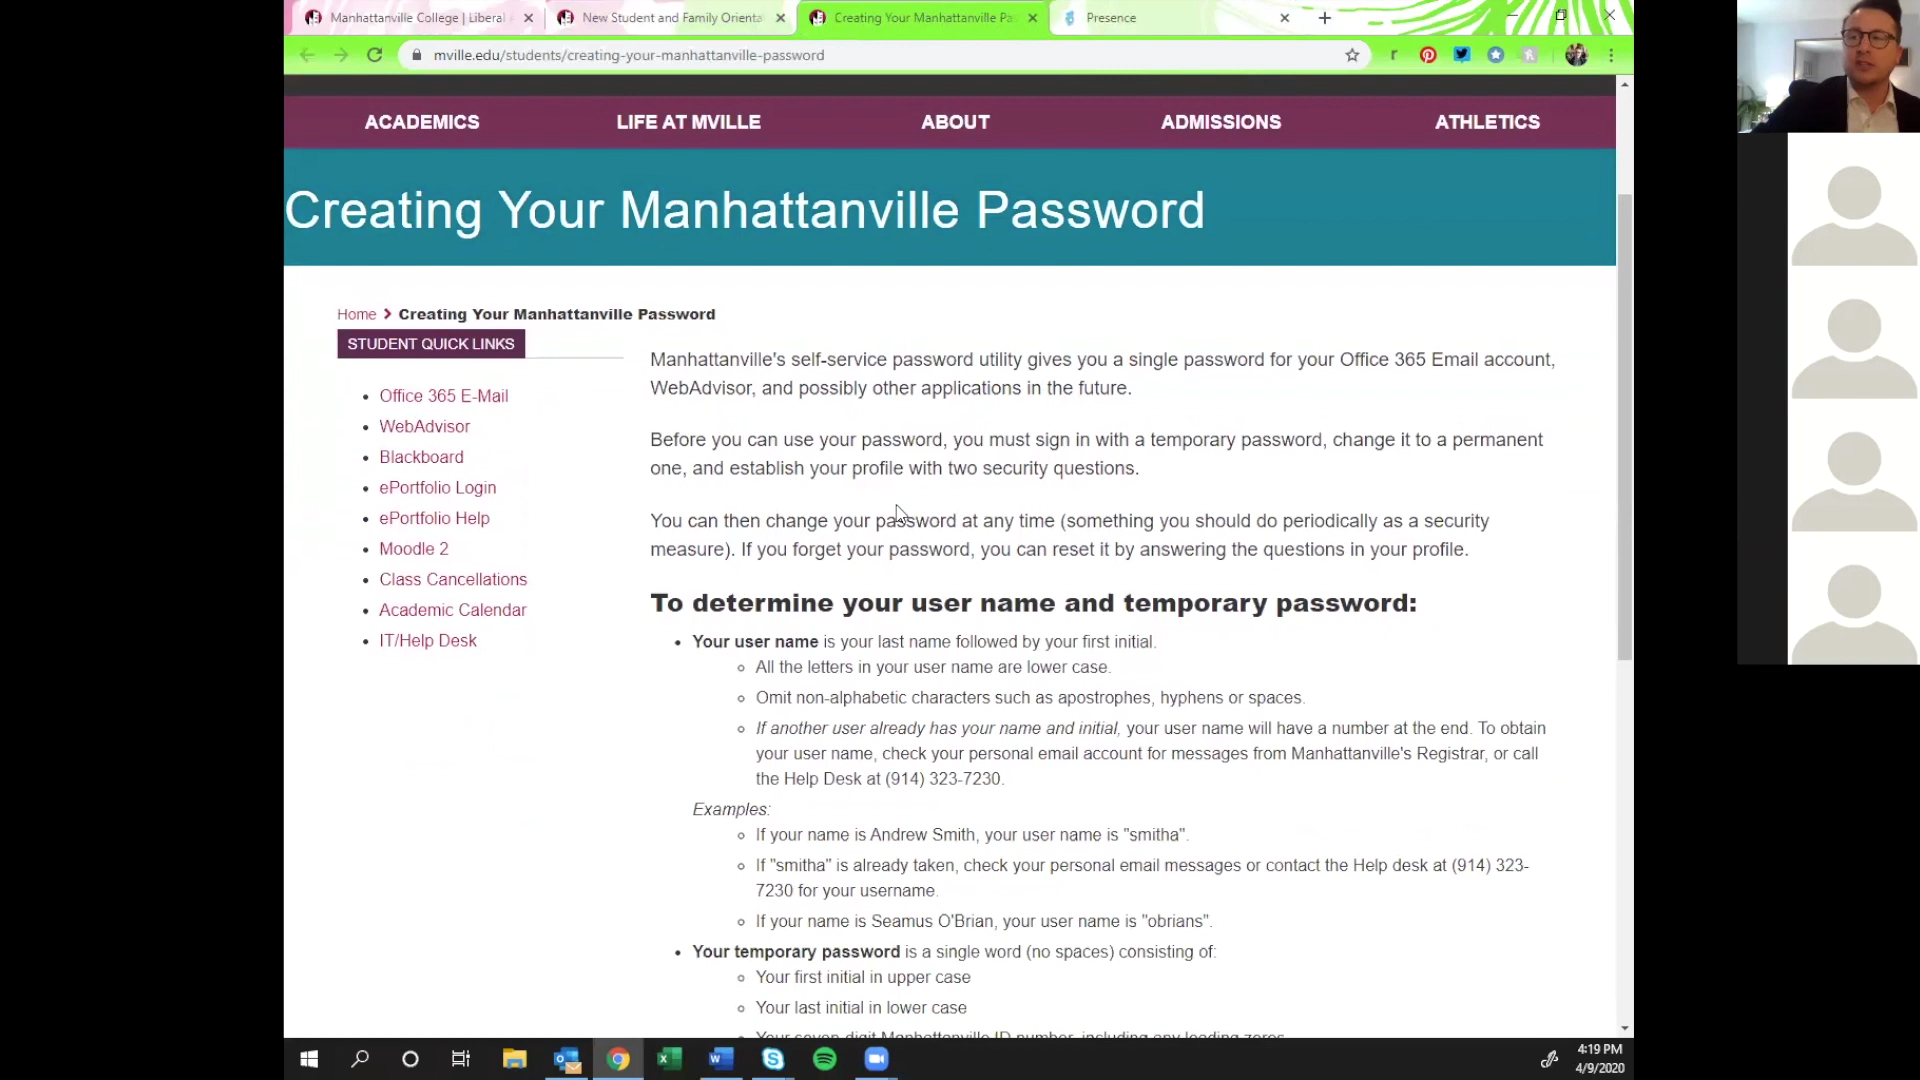 Manhattanville College | Liberal
New Student and Family Orienta
Creating Your Manhattanville Pa
Presence
mville.edu/students/creating-your-manhattanville-password
ACADEMICS
LIFE AT MVILLE
ABOUT
ADMISSIONS
ATHLETICS
Creating Your Manhattanville Password
Home > Creating Your Manhattanville Password
STUDENT QUICK LINKS
Office 365 E-Mail
WebAdvisor
Blackboard
ePortfolio Login
ePortfolio Help
Moodle 2
Class Cancellations
Academic Calendar
IT/Help Desk
Manhattanville's self-service password utility gives you a single password for your Office 365 Email account,
WebAdvisor, and possibly other applications in the future.
Before you can use your password, you must sign in with a temporary password, change it to a permanent
one, and establish your profile with two security questions.
You can then change your password at any time (something you should do periodically as a security
measure). If you forget your password, you can reset it by answering the questions in your profile.
To determine your user name and temporary password:
Your user name is your last name followed by your first initial.
All the letters in your user name are lower case.
Omit non-alphabetic characters such as apostrophes, hyphens or spaces.
If another user already has your name and initial, your user name will have a number at the end. To obtain
your user name, check your personal email account for messages from Manhattanville's Registrar, or call
the Help Desk at (914) 323-7230.
Examples:
If your name is Andrew Smith, your user name is "smitha".
If "smitha" is already taken, check your personal email messages or contact the Help desk at (914) 323-
7230 for your username.
If your name is Seamus O'Brian, your user name is "obrians".
Your temporary password is a single word (no spaces) consisting of:
Your first initial in upper case
Your last initial in lower case
Your seven digit Manhattanville ID number, including any leading zeros
4:19 PM
4/9/2020